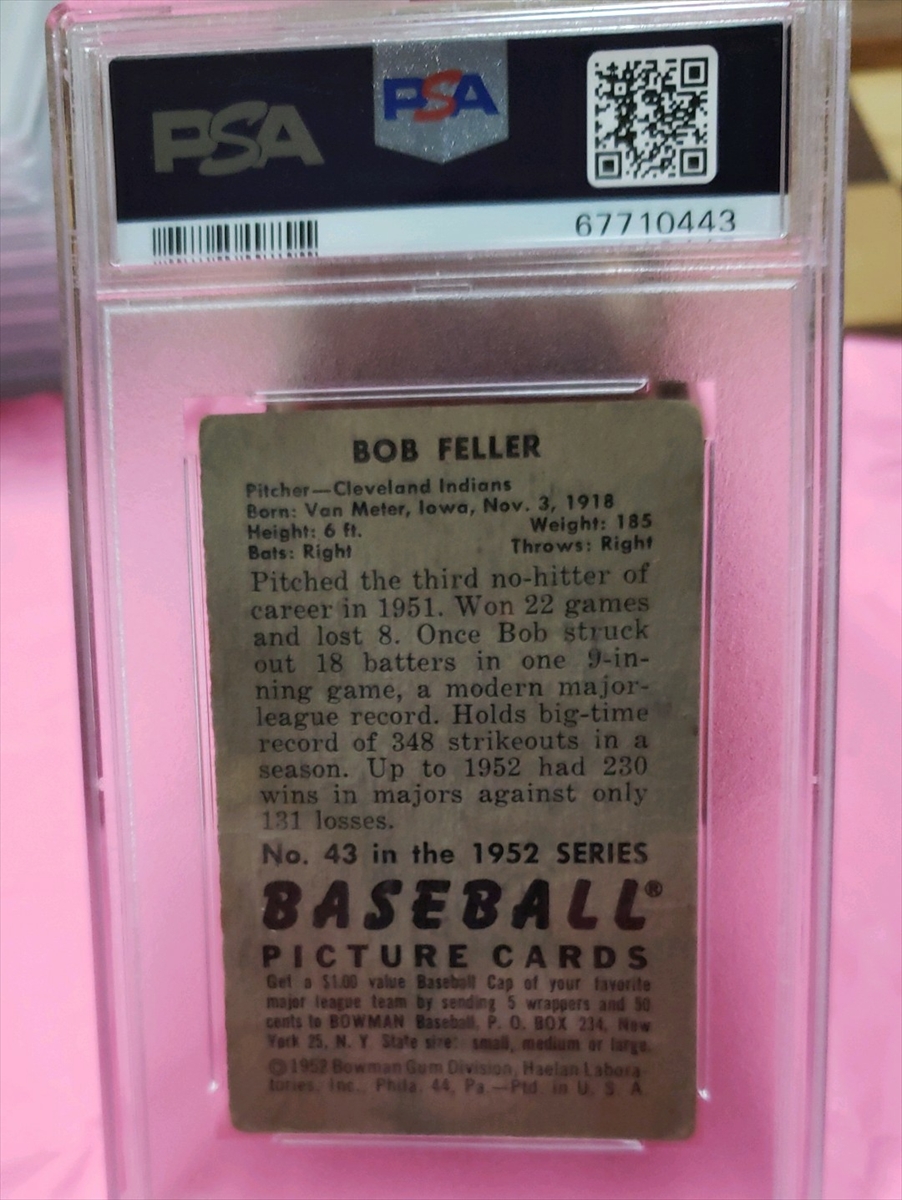 PSA
PSA
67710443
BOB FELLER
Pitcher—Cleveland Indians
Born: Van Meter, Iowa, Nov. 3, 1918
Height: 6 ft. Weight: 185
Bats: Right Throws: Right
Pitched the third no-hitter of
career in 1951. Won 22 games
and lost 8. Once Bob struck
out 18 batters in one 9-in-
ning game, a modern major-
league record. Holds big-time
record of 348 strikeouts in a
season. Up to 1952 had 230
wins in majors against only
131 losses.
No. 43 in the 1952 SERIES
BASEBALL®
PICTURE CARDS
Get a $1.00 value Baseball Cap of your favorite
major league team by sending 5 wrappers and 50
cents to BOWMAN Baseball, P. O. BOX 234, New
York 25, N. Y. State size: small, medium or large.
©1952 Bowman Gum Division, Haelan Labora-
tories, Inc., Phila. 44, Pa.—Ptd. in U. S. A.